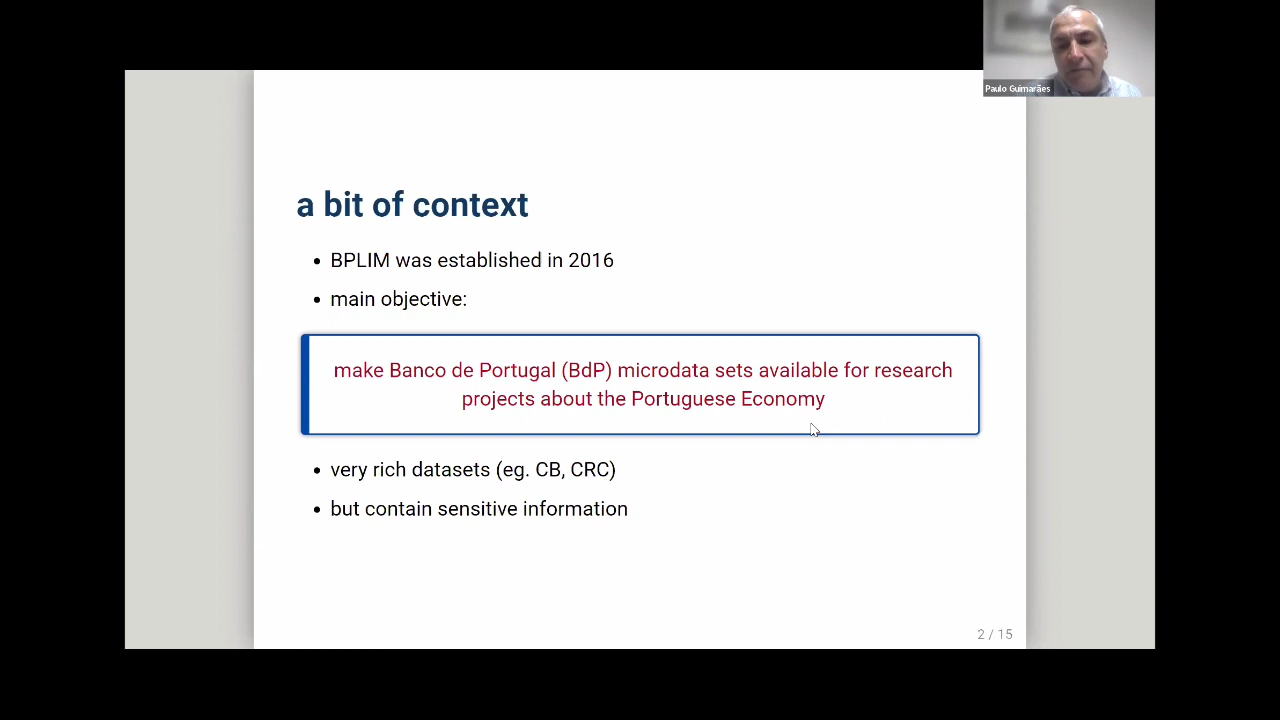 Paulo Guimarães
a bit of context
• BPLIM was established in 2016
• main objective:
make Banco de Portugal (BdP) microdata sets available for research
projects about the Portuguese Economy
• very rich datasets (eg. CB, CRC)
• but contain sensitive information
2 / 15